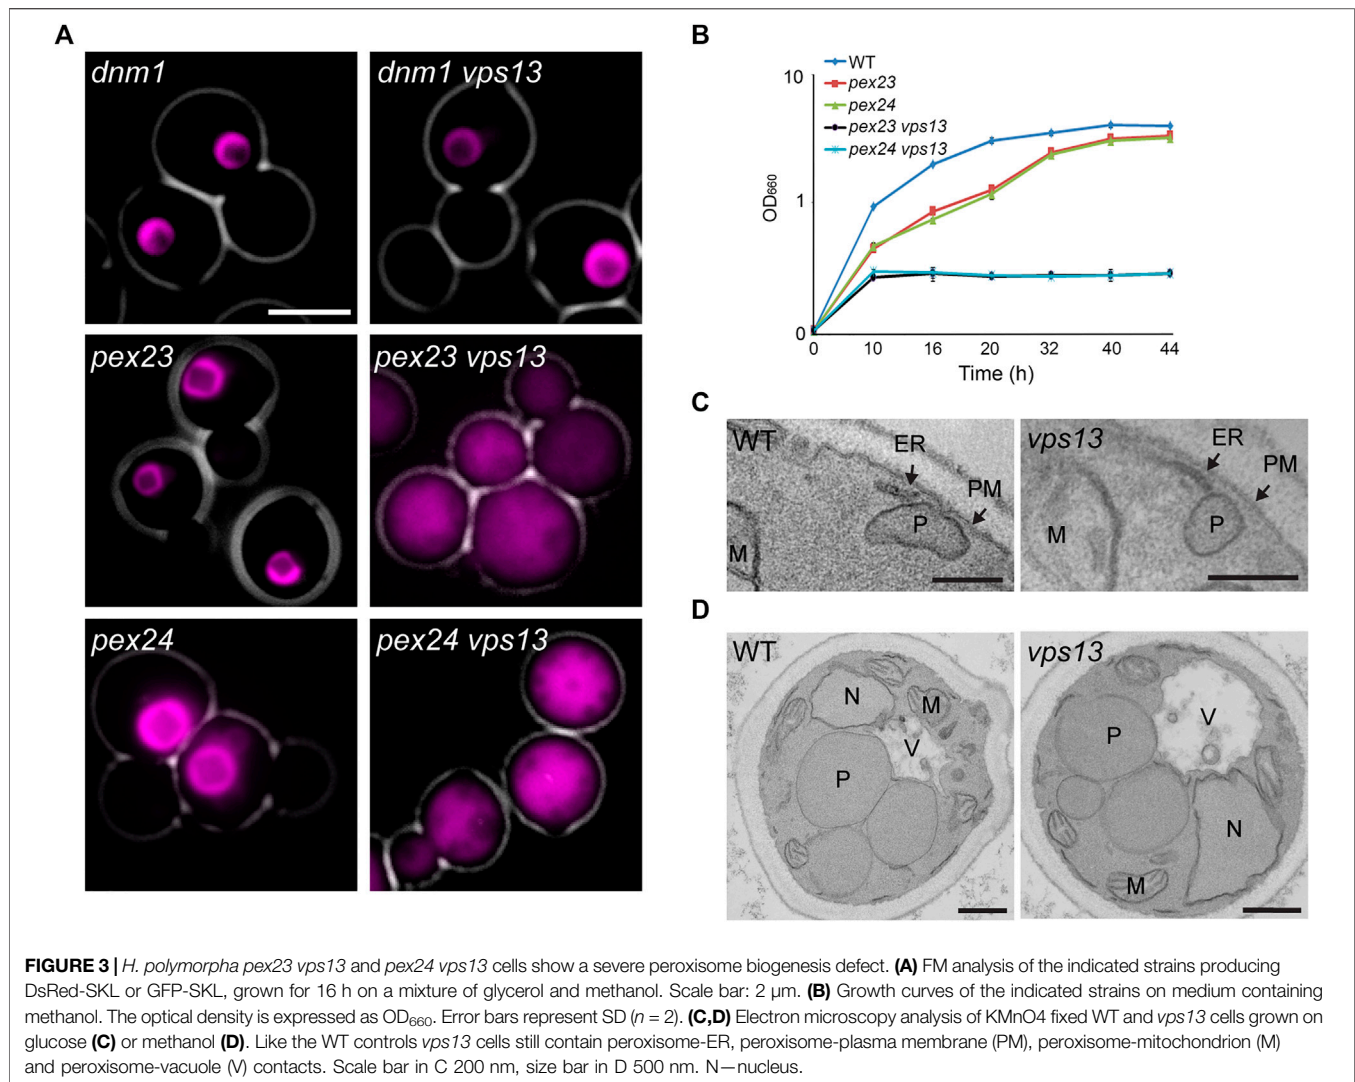 A
dnm1
dnm1 vps13
pex23
pex23 vps13
pex24
pex24 vps13
B
WT
pex23
pex24
pex23 vps13
pex24 vps13
10
1
0
OD660
0 10 16 20 32 40 44
Time (h)
C
WT
ER
PM
P
M
vps13
ER
PM
P
M
D
WT
N
M
V
P
vps13
V
P
N
M
FIGURE 3 | H. polymorpha pex23 vps13 and pex24 vps13 cells show a severe peroxisome biogenesis defect. (A) FM analysis of the indicated strains producing
DsRed-SKL or GFP-SKL, grown for 16 h on a mixture of glycerol and methanol. Scale bar: 2 µm. (B) Growth curves of the indicated strains on medium containing
methanol. The optical density is expressed as OD660. Error bars represent SD (n = 2). (C,D) Electron microscopy analysis of KMnO4 fixed WT and vps13 cells grown on
glucose (C) or methanol (D). Like the WT controls vps13 cells still contain peroxisome-ER, peroxisome-plasma membrane (PM), peroxisome-mitochondrion (M)
and peroxisome-vacuole (V) contacts. Scale bar in C 200 nm, size bar in D 500 nm. N—nucleus.